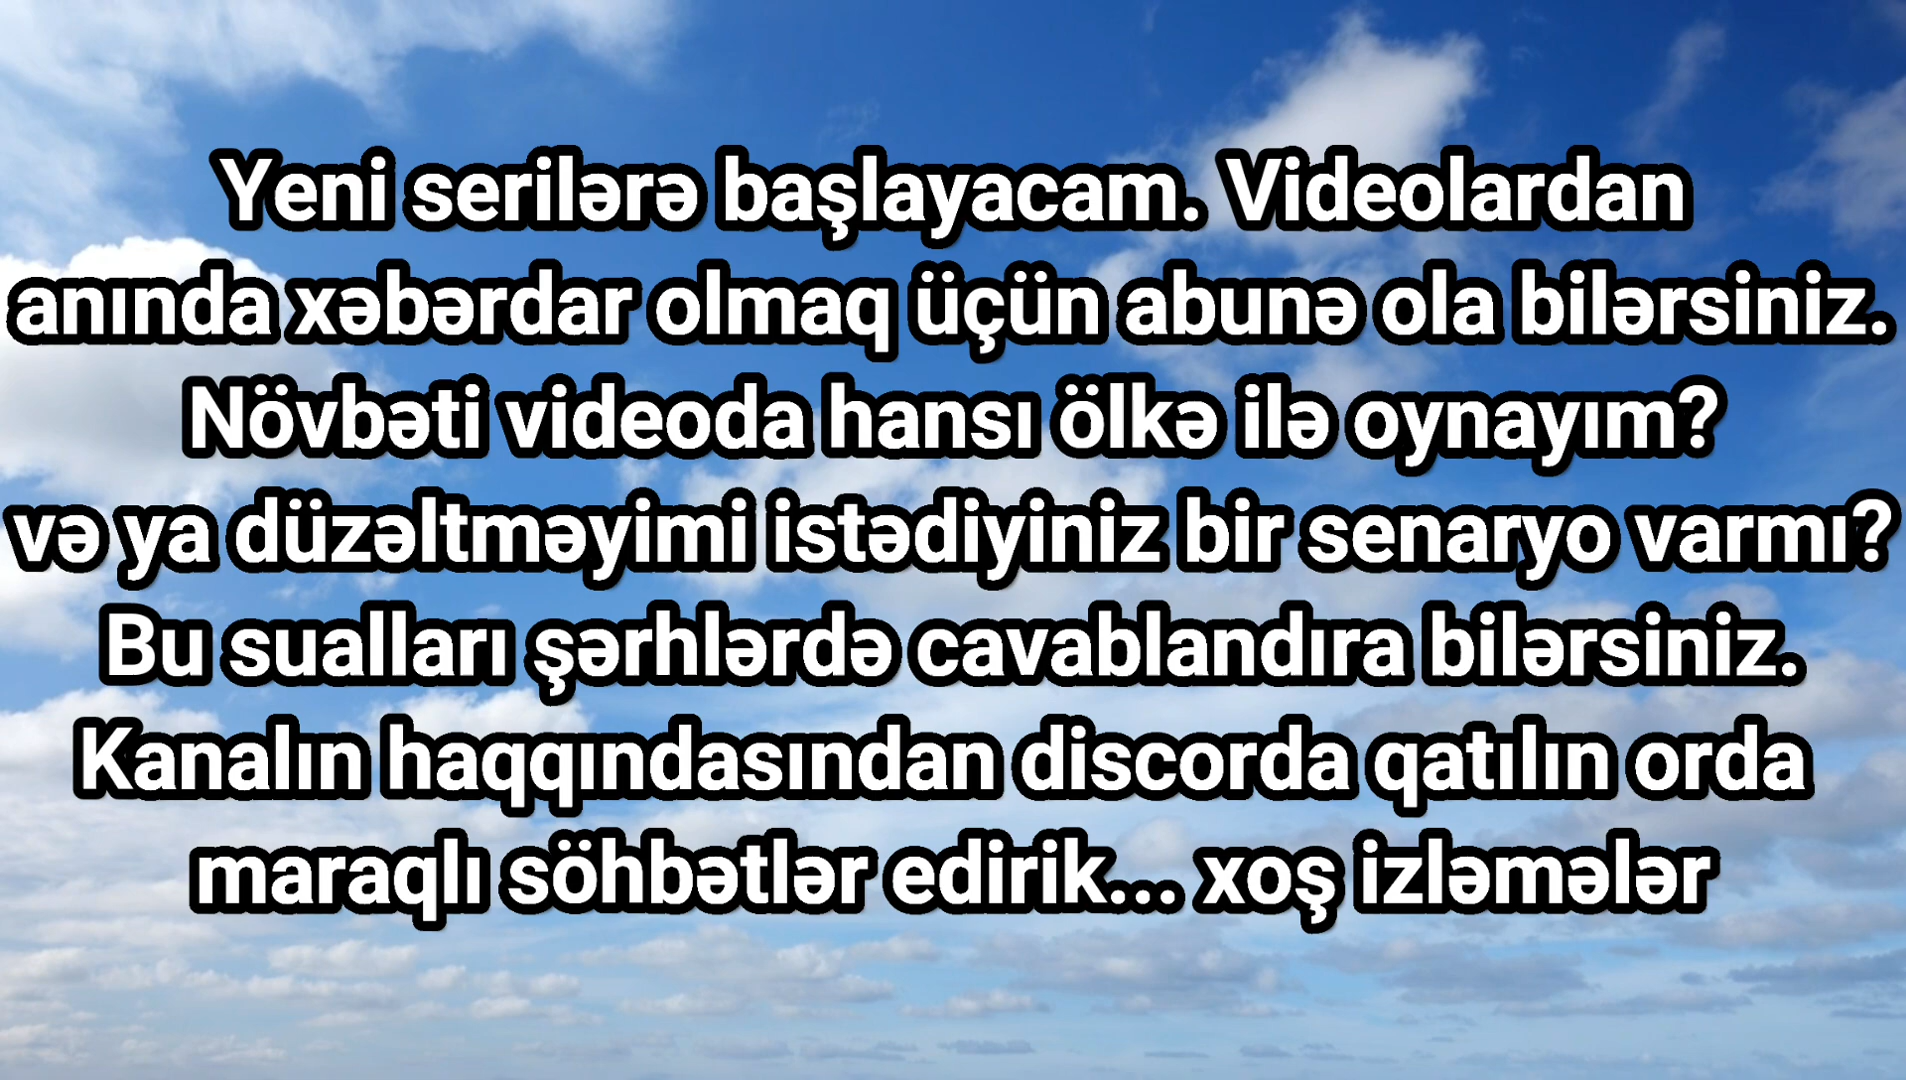 Yeni serilərə başlayacam. Videolardan
anında xəbərdar olmaq üçün abunə ola bilərsiniz.
Növbəti videoda hansı ölkə ilə oynayım?
və ya düzəltməyimi istədiyiniz bir senaryo varmı?
Bu sualları şərhlərdə cavablandıra bilərsiniz.
Kanalın haqqındasından discorda qatılın orda
maraqlı söhbətlər edirik... xoş izləmələr